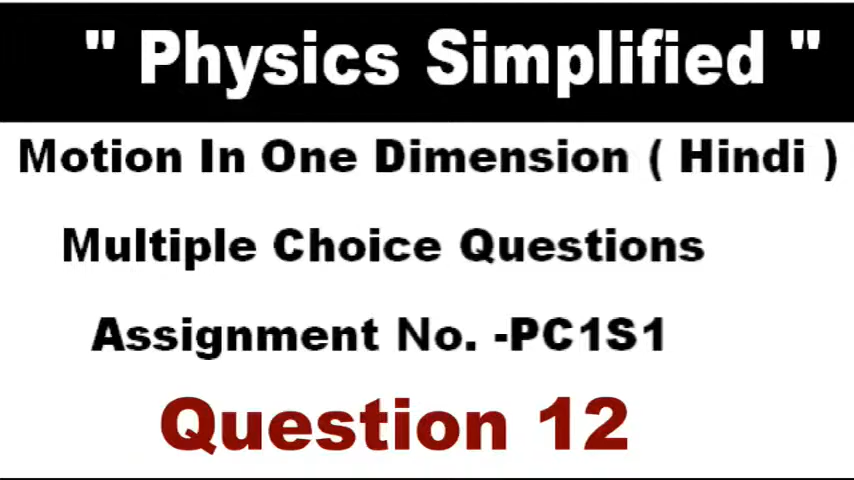 " Physics Simplified "
Motion In One Dimension ( Hindi )
Multiple Choice Questions
Assignment No. -PC1S1
Question 12